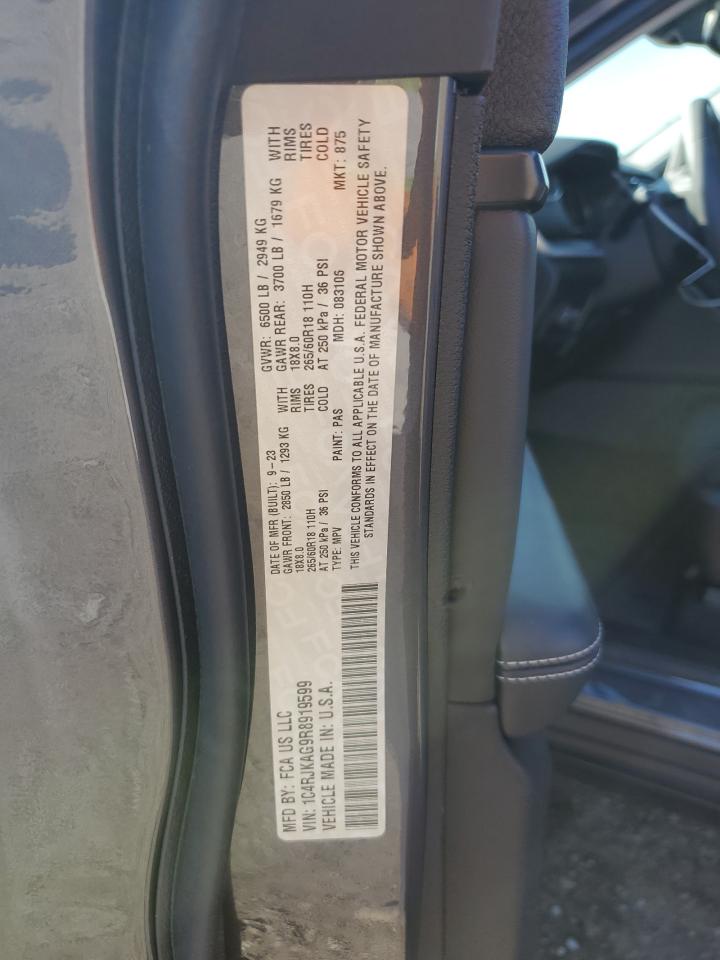 MFD BY: FCA US LLC
VIN: 1C4RJKAG9R8919599
VEHICLE MADE IN: U.S.A.
DATE OF MFR (BUILT): 9-23 GVWR: 6500 LB / 2949 KG
GAWR FRONT: 2850 LB / 1293 KG WITH GAWR REAR: 3700 LB / 1679 KG WITH
18X8.0 RIMS 18X8.0 RIMS
265/60R18 110H TIRES 265/60R18 110H TIRES
AT 250 kPa / 36 PSI COLD AT 250 kPa / 36 PSI COLD
TYPE: MPV PAINT: PAS MDH: 083105 MKT: 875
THIS VEHICLE CONFORMS TO ALL APPLICABLE U.S.A. FEDERAL MOTOR VEHICLE SAFETY
STANDARDS IN EFFECT ON THE DATE OF MANUFACTURE SHOWN ABOVE.